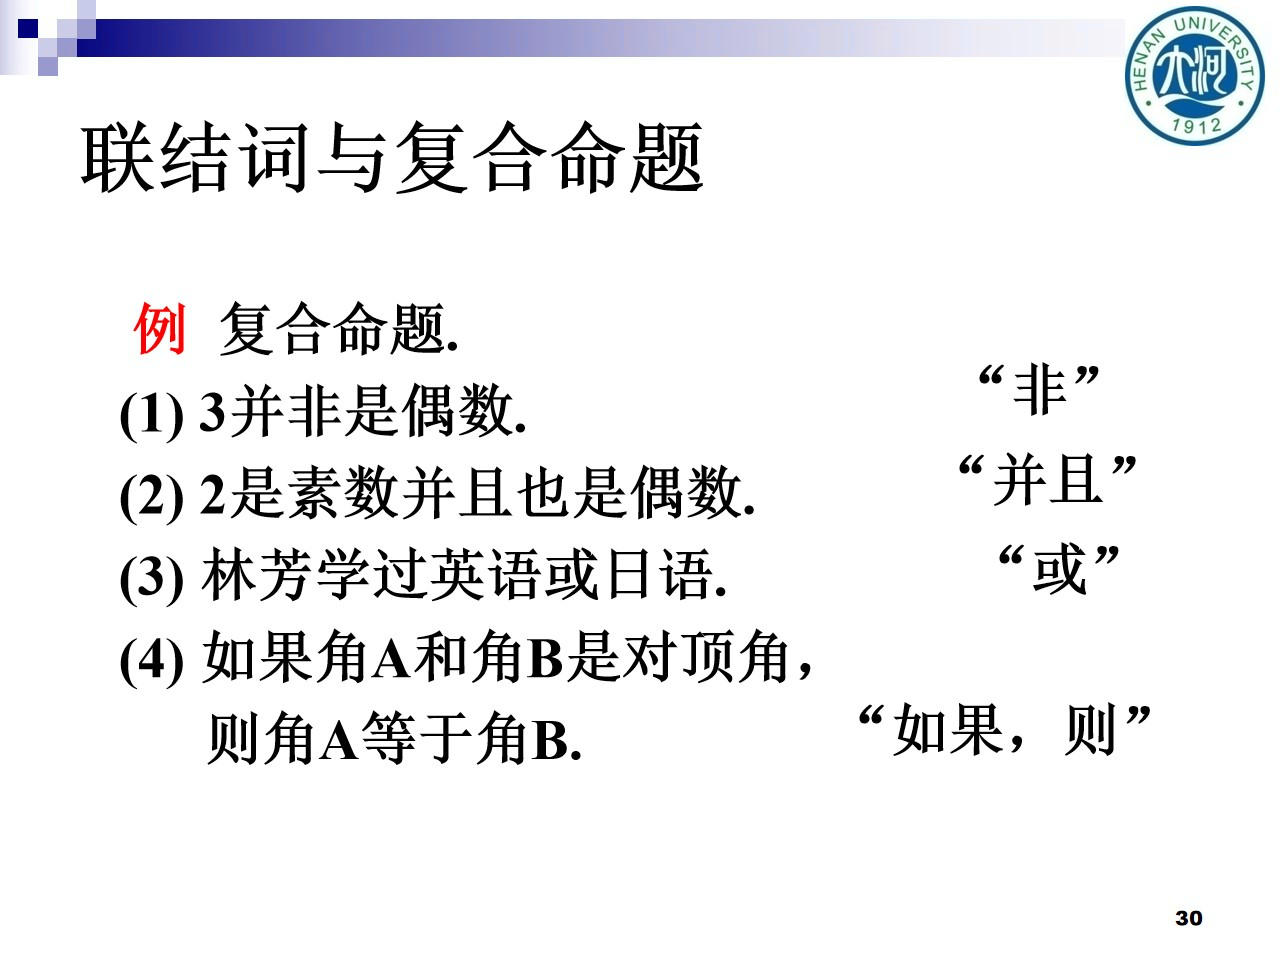 HENAN UNIVERSITY
1912
联结词与复合命题
例 复合命题.
(1) 3并非是偶数.
“非”
(2) 2是素数并且也是偶数.
“并且”
(3) 林芳学过英语或日语.
“或”
(4) 如果角A和角B是对顶角，
则角A等于角B.
“如果，则”
30